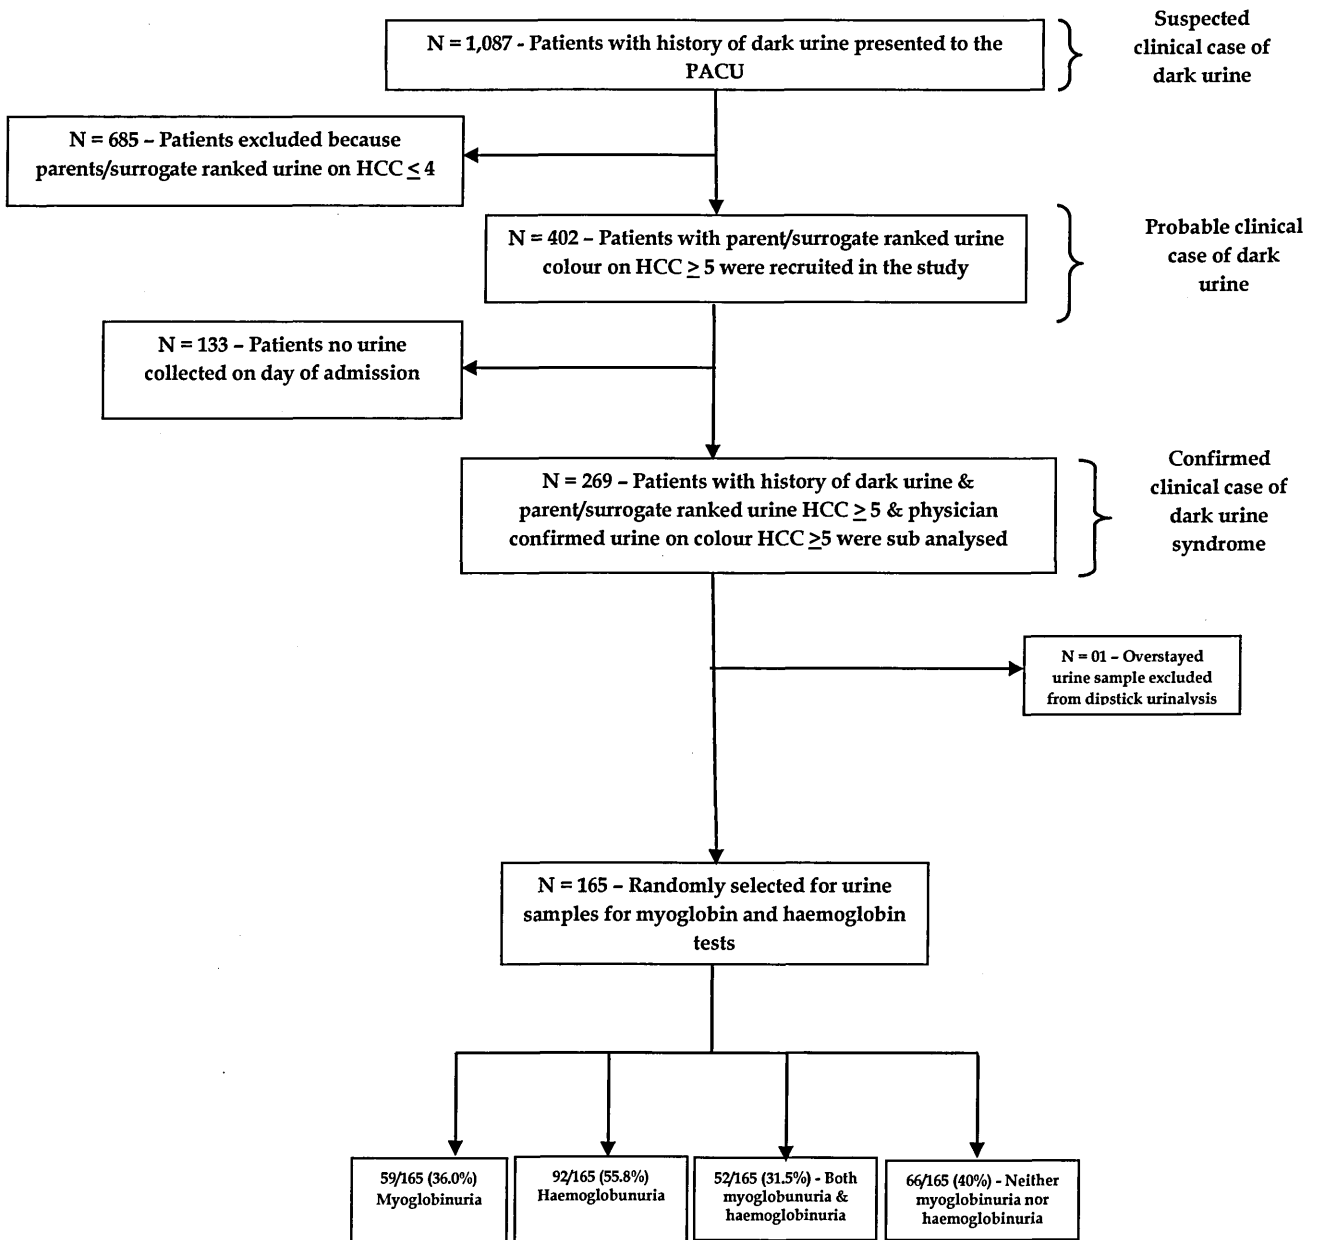 N = 1,087 - Patients with history of dark urine presented to the
PACU
Suspected
clinical case of
dark urine
N = 685 – Patients excluded because
parents/surrogate ranked urine on HCC ≤ 4
N = 402 – Patients with parent/surrogate ranked urine
colour on HCC ≥ 5 were recruited in the study
Probable clinical
case of dark
urine
N = 133 – Patients no urine
collected on day of admission
N = 269 – Patients with history of dark urine &
parent/surrogate ranked urine HCC ≥ 5 & physician
confirmed urine on colour HCC ≥5 were sub analysed
Confirmed
clinical case of
dark urine
syndrome
N = 01 – Overstayed
urine sample excluded
from dipstick urinalysis
N = 165 – Randomly selected for urine
samples for myoglobin and haemoglobin
tests
59/165 (36.0%)
Myoglobinuria
92/165 (55.8%)
Haemoglobunuria
52/165 (31.5%) - Both
myoglobunuria &
haemoglobinuria
66/165 (40%) - Neither
myoglobinuria nor
haemoglobinuria